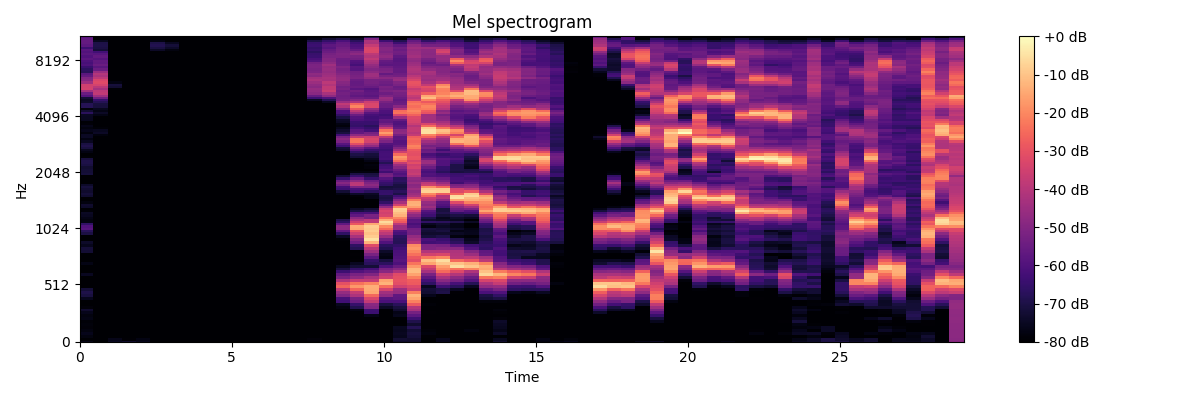 Mel spectrogram
+0 dB
8192
-10 dB
4096
-20 dB
-30 dB
2048
-40 dB
Hz
1024
-50 dB
-60 dB
512
-70 dB
0
-80 dB
0 5 10 15 20 25
Time